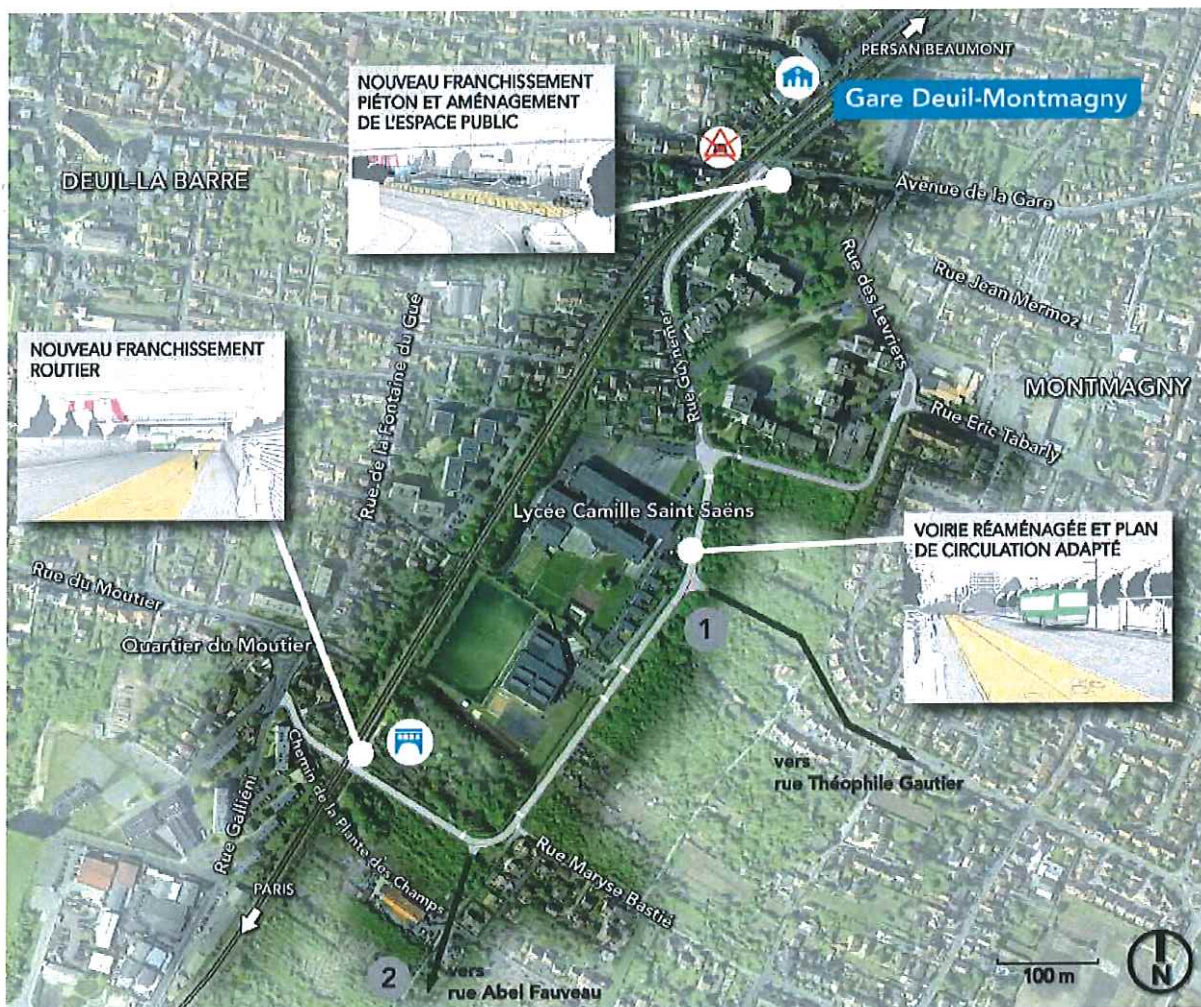 PERSAN BEAUMONT
Gare Deuil-Montmagny
NOUVEAU FRANCHISSEMENT
PIÉTON ET AMÉNAGEMENT
DE L'ESPACE PUBLIC
DEUIL-LA BARRE
Avenue de la Gare
Rue Jean Mermoz
Rue des Levriers
MONTMAGNY
Rue Eric Tabarly
Rue Guynemer
Rue de la Fontaine du Gué
NOUVEAU FRANCHISSEMENT
ROUTIER
Lycée Camille Saint Saëns
VOIRIE RÉAMÉNAGÉE ET PLAN
DE CIRCULATION ADAPTÉ
Rue du Moutier
Quartier du Moutier
1
vers
rue Théophile Gautier
Chemin de la Plante des Champs
Rue Galliéni
Rue Maryse Bastié
PARIS
2
vers
rue Abel Fauveau
100 m
N